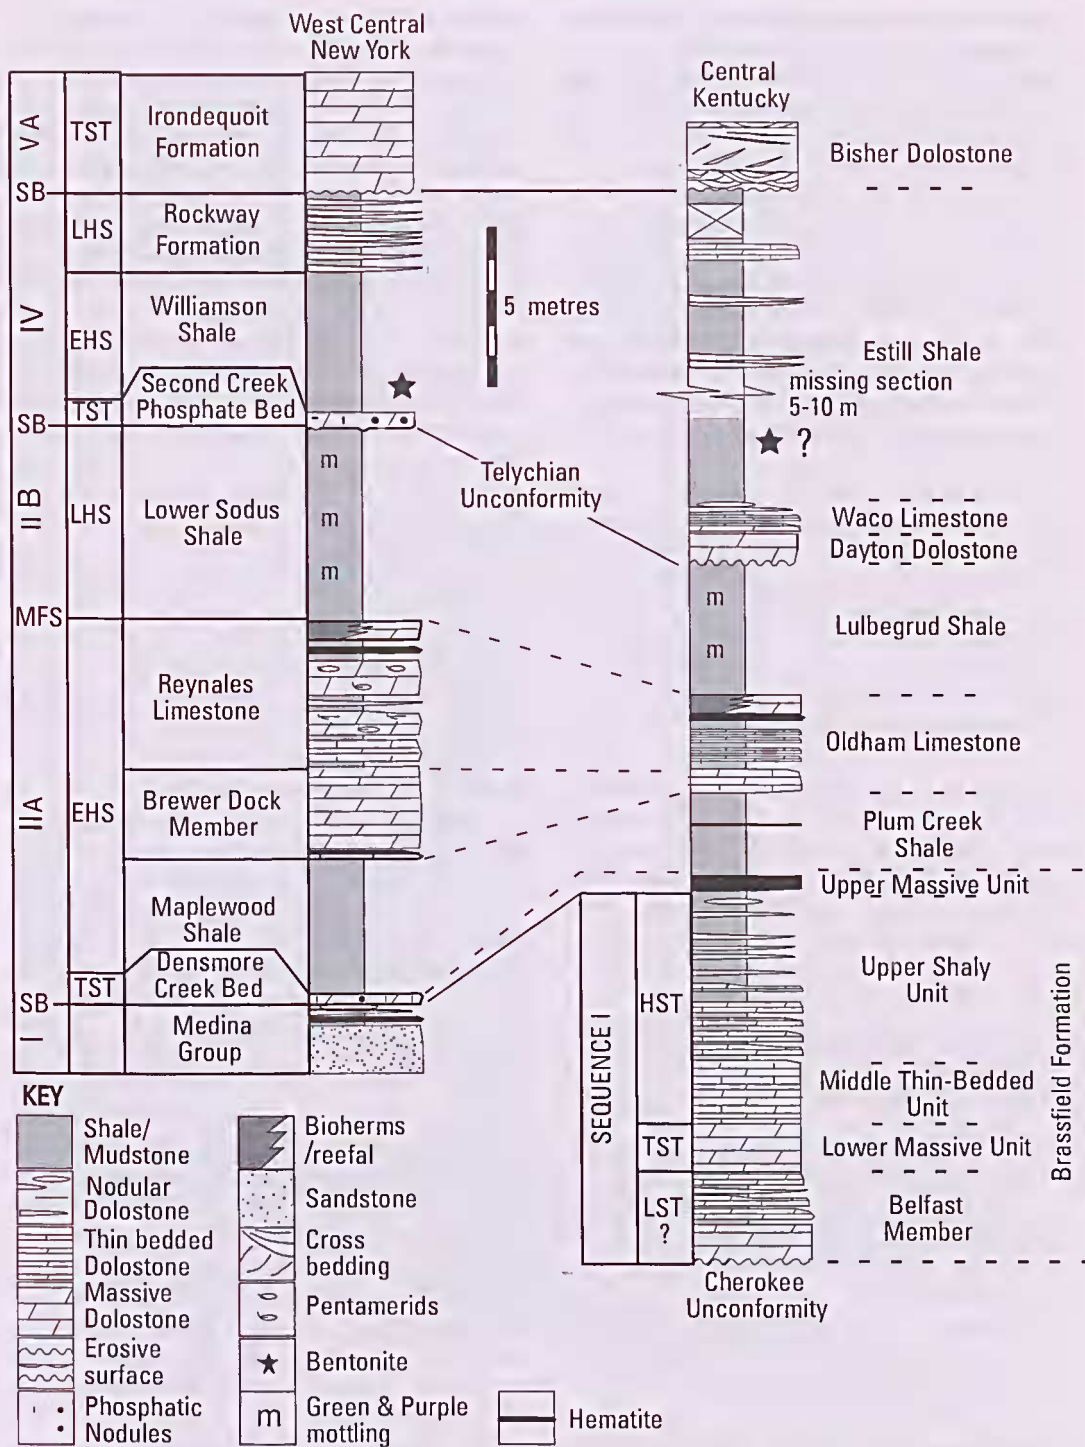 West Central
New York
Central
Kentucky
V A
TST
Irondequoit
Formation
Bisher Dolostone
SB
LHS
Rockway
Formation
5 metres
IV
EHS
Williamson
Shale
Estill Shale
missing section
5-10 m
TST
Second Creek
Phosphate Bed
SB
?
Telychian
Unconformity
II B
LHS
Lower Sodus
Shale
m
m
m
Waco Limestone
Dayton Dolostone
m
m
Lulbegrud Shale
MFS
Reynales
Limestone
Oldham Limestone
IIA
EHS
Brewer Dock
Member
Plum Creek
Shale
Maplewood
Shale
Upper Massive Unit
TST
Densmore
Creek Bed
SB
I
Medina
Group
SEQUENCE I
HST
Upper Shaly
Unit
Middle Thin-Bedded
Unit
TST
Lower Massive Unit
LST
?
Belfast
Member
Brassfield Formation
Cherokee
Unconformity
KEY
Shale/
Mudstone
Nodular
Dolostone
Thin bedded
Dolostone
Massive
Dolostone
Erosive
surface
Phosphatic
Nodules
Bioherms
/reefal
Sandstone
Cross
bedding
Pentamerids
Bentonite
m
Green & Purple
mottling
Hematite